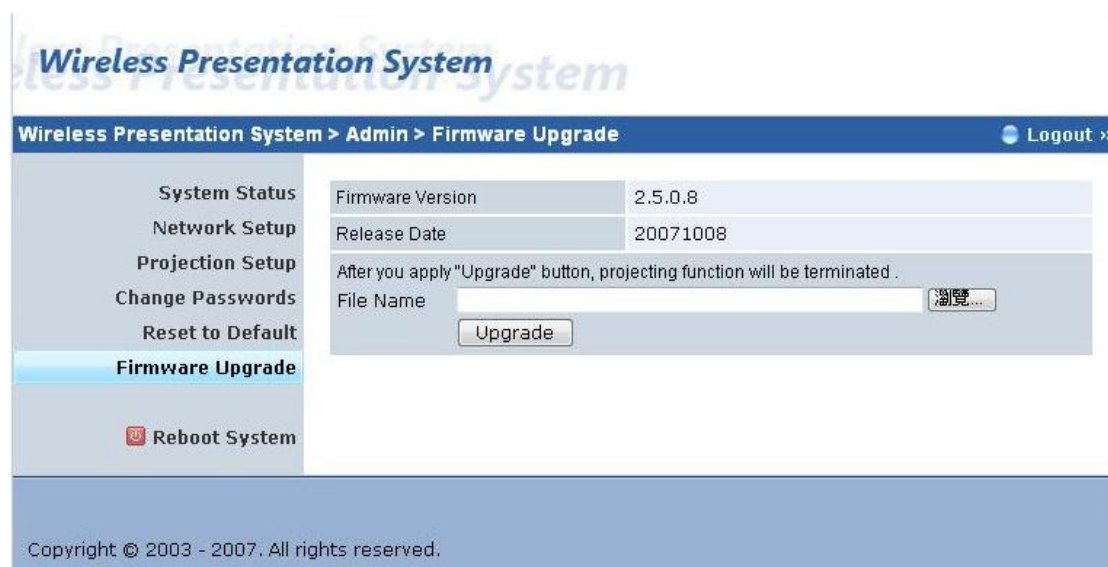 Wireless Presentation System
Wireless Presentation System > Admin > Firmware Upgrade
Logout »
System Status
Network Setup
Projection Setup
Change Passwords
Reset to Default
Firmware Upgrade
Reboot System
Firmware Version 2.5.0.8
Release Date 20071008
After you apply "Upgrade" button, projecting function will be terminated .
File Name 瀏覽...
Upgrade
Copyright © 2003 - 2007. All rights reserved.